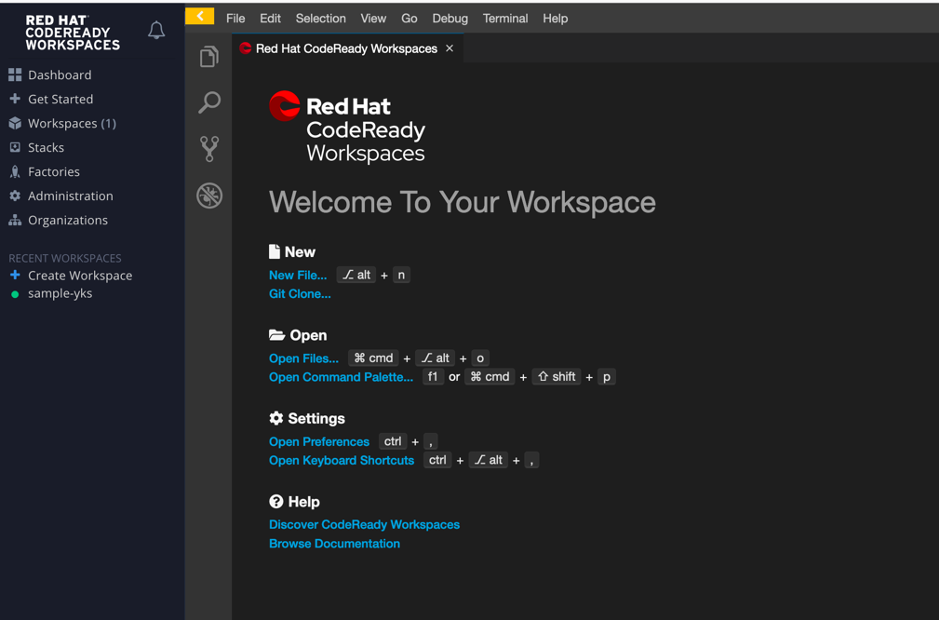 RED HAT
CODEREADY
WORKSPACES
Dashboard
Get Started
Workspaces (1)
Stacks
Factories
Administration
Organizations
RECENT WORKSPACES
Create Workspace
sample-yks
File Edit Selection View Go Debug Terminal Help
Red Hat CodeReady Workspaces ×
Red Hat
CodeReady
Workspaces
Welcome To Your Workspace
New
New File... ⌥ alt + n
Git Clone...
Open
Open Files... ⌘ cmd + ⌥ alt + o
Open Command Palette... f1 or ⌘ cmd + ⇧ shift + p
Settings
Open Preferences ctrl + ,
Open Keyboard Shortcuts ctrl + ⌥ alt + ,
Help
Discover CodeReady Workspaces
Browse Documentation